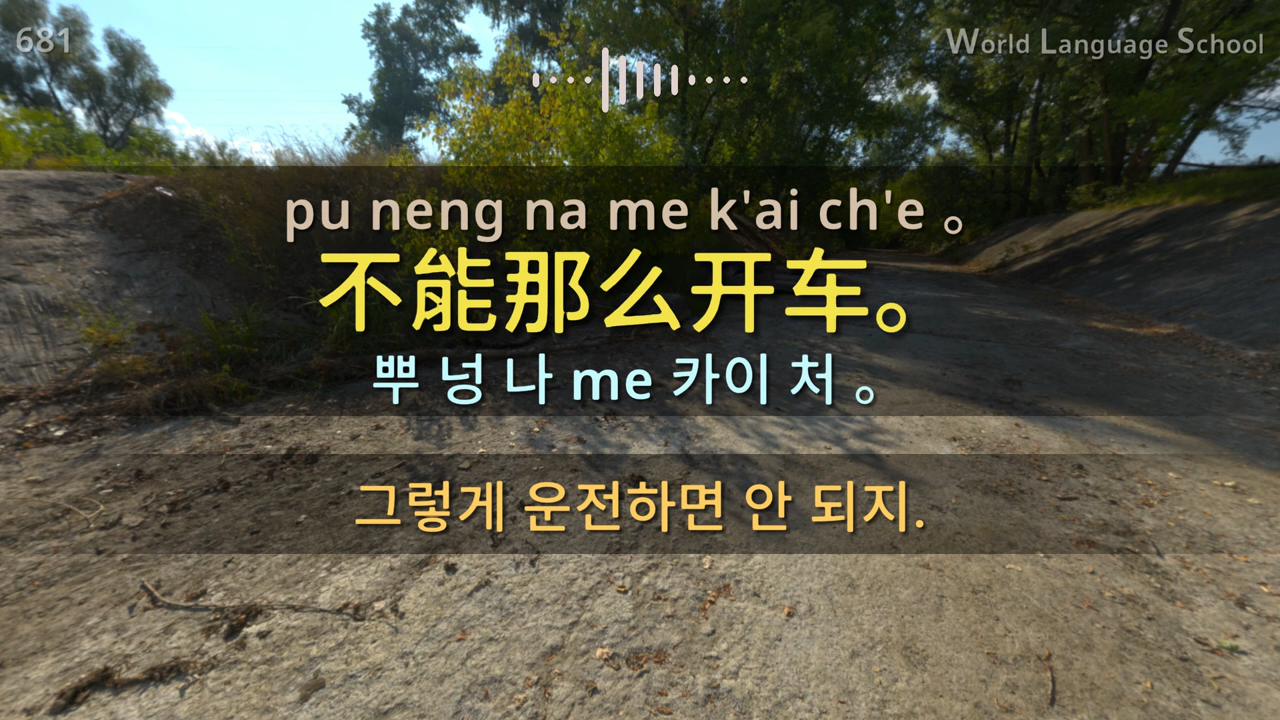 681
World Language School
pu neng na me k'ai ch'e 。
不能那么开车。
뿌 넝 나 me 카이 처 。
그렇게 운전하면 안 되지.